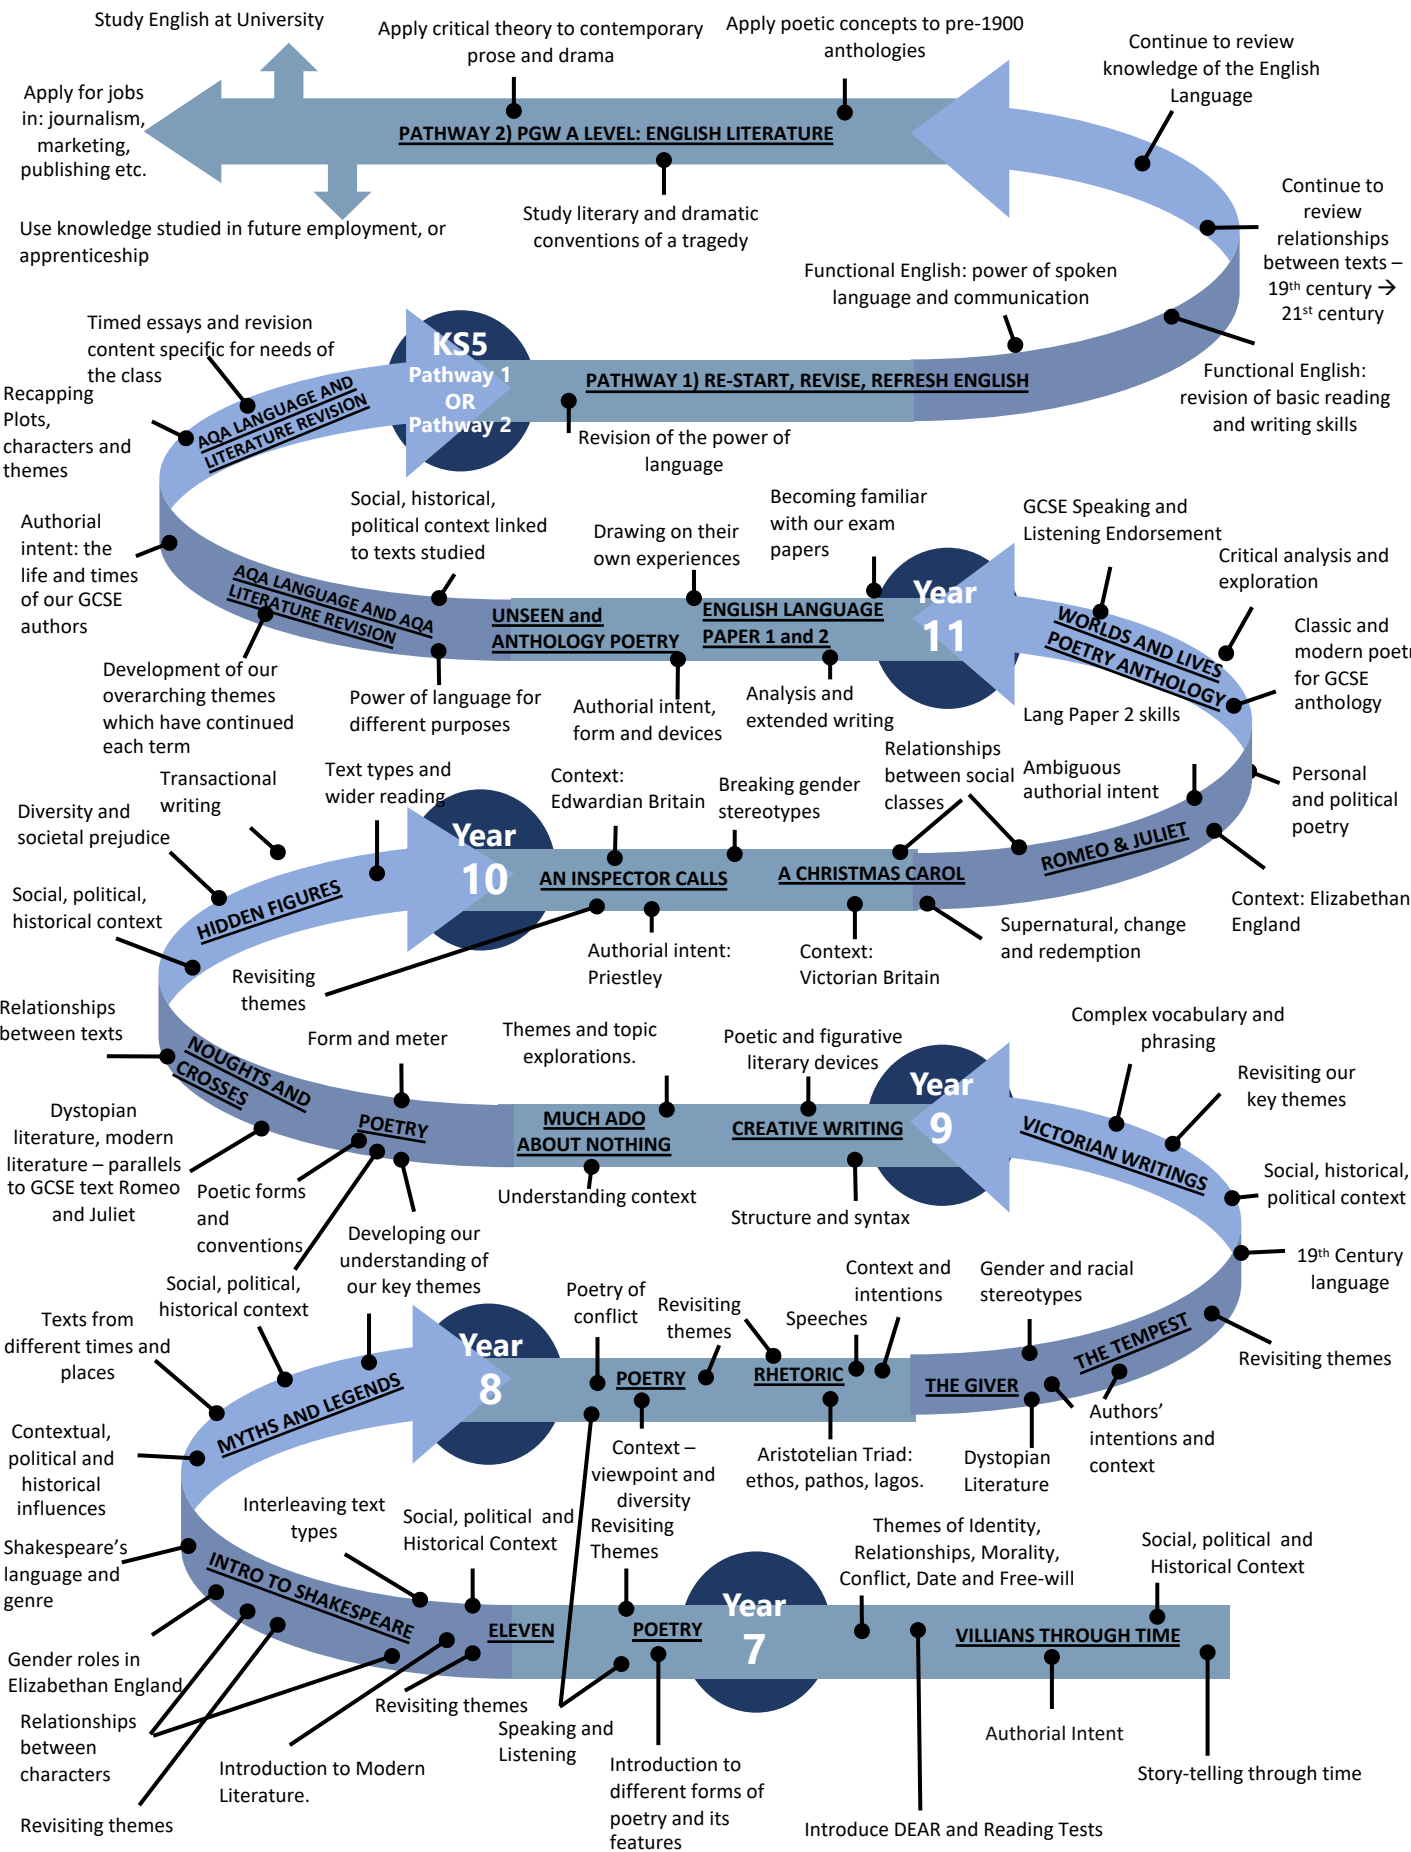 Study English at University
Apply critical theory to contemporary
prose and drama
Apply poetic concepts to pre-1900
anthologies
Continue to review
knowledge of the English
Language
Apply for jobs
in: journalism,
marketing,
publishing etc.
PATHWAY 2) PGW A LEVEL: ENGLISH LITERATURE
Use knowledge studied in future employment, or
apprenticeship
Study literary and dramatic
conventions of a tragedy
Continue to
review
relationships
between texts –
19th century →
21st century
Functional English: power of spoken
language and communication
Timed essays and revision
content specific for needs of
the class
KS5
Pathway 1
OR
Pathway 2
PATHWAY 1) RE-START, REVISE, REFRESH ENGLISH
Functional English:
revision of basic reading
and writing skills
Recapping
Plots,
characters and
themes
AQA LANGUAGE AND
LITERATURE REVISION
Revision of the power of
language
Authorial
intent: the
life and times
of our GCSE
authors
Social, historical,
political context linked
to texts studied
Drawing on their
own experiences
Becoming familiar
with our exam
papers
GCSE Speaking and
Listening Endorsement
Critical analysis and
exploration
AQA LANGUAGE AND AQA
LITERATURE REVISION
UNSEEN and
ANTHOLOGY POETRY
ENGLISH LANGUAGE
PAPER 1 and 2
Year
11
WORLDS AND LIVES
POETRY ANTHOLOGY
Classic and
modern poetr
for GCSE
anthology
Development of our
overarching themes
which have continued
each term
Power of language for
different purposes
Authorial intent,
form and devices
Analysis and
extended writing
Lang Paper 2 skills
Transactional
writing
Text types and
wider reading
Context:
Edwardian Britain
Breaking gender
stereotypes
Relationships
between social
classes
Ambiguous
authorial intent
Personal
and political
poetry
Diversity and
societal prejudice
Year
10
AN INSPECTOR CALLS
A CHRISTMAS CAROL
ROMEO & JULIET
Social, political,
historical context
HIDDEN FIGURES
Revisiting
themes
Authorial intent:
Priestley
Context:
Victorian Britain
Supernatural, change
and redemption
Context: Elizabethan
England
Relationships
between texts
Form and meter
Themes and topic
explorations.
Poetic and figurative
literary devices
Complex vocabulary and
phrasing
Revisiting our
key themes
NOUGHTS AND
CROSSES
POETRY
MUCH ADO
ABOUT NOTHING
CREATIVE WRITING
Year
9
VICTORIAN WRITINGS
Dystopian
literature, modern
literature – parallels
to GCSE text Romeo
and Juliet
Poetic forms
and
conventions
Understanding context
Structure and syntax
Social, historical,
political context
Developing our
understanding of
our key themes
Social, political,
historical context
19th Century
language
Texts from
different times and
places
Poetry of
conflict
Revisiting
themes
Speeches
Context and
intentions
Gender and racial
stereotypes
Revisiting themes
Year
8
MYTHS AND LEGENDS
POETRY
RHETORIC
THE GIVER
THE TEMPEST
Contextual,
political and
historical
influences
Context –
viewpoint and
diversity
Aristotelian Triad:
ethos, pathos, lagos.
Dystopian
Literature
Authors’
intentions and
context
Shakespeare’s
language and
genre
Interleaving text
types
Social, political  and
Historical Context
Revisiting
Themes
Themes of Identity,
Relationships, Morality,
Conflict, Date and Free-will
Social, political  and
Historical Context
INTRO TO SHAKESPEARE
ELEVEN
POETRY
Year
7
VILLIANS THROUGH TIME
Gender roles in
Elizabethan England
Relationships
between
characters
Revisiting themes
Introduction to Modern
Literature.
Revisiting themes
Speaking and
Listening
Introduction to
different forms of
poetry and its
features
Authorial Intent
Story-telling through time
Introduce DEAR and Reading Tests